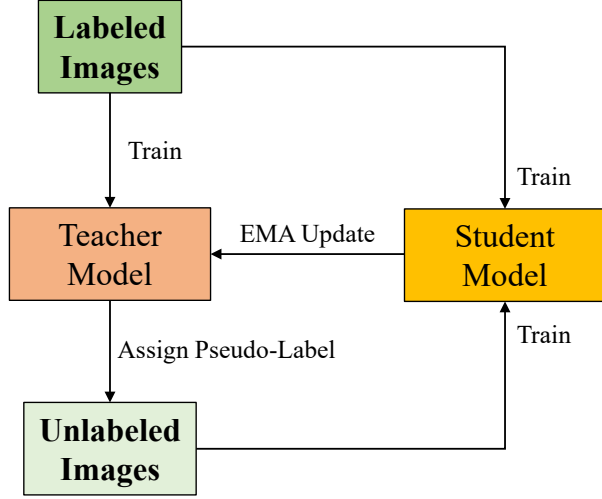 Labeled
Images
Train
Train
Teacher
Model
EMA Update
Student
Model
Assign Pseudo-Label
Train
Unlabeled
Images